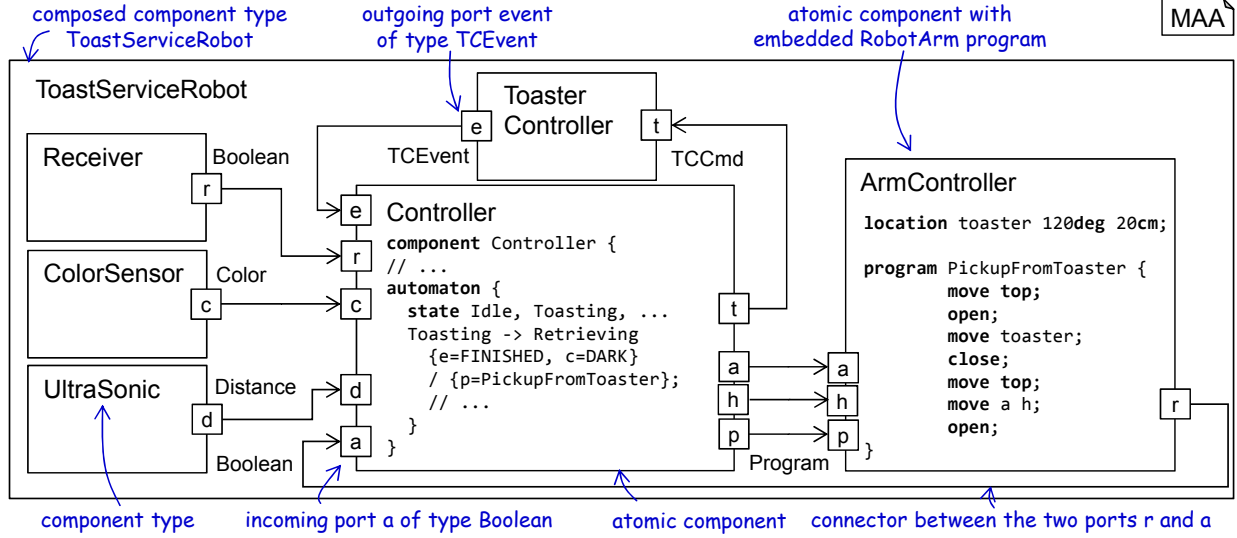 composed component type
ToastServiceRobot
outgoing port event
of type TCEvent
atomic component with
embedded RobotArm program
MAA
ToastServiceRobot
Toaster
Controller
e
t
TCEvent
TCCmd
Receiver
Boolean
r
ColorSensor
Color
c
UltraSonic
Distance
d
Boolean
e
r
c
d
a
Controller
component Controller {
// ...
automaton {
state Idle, Toasting, ...
Toasting -> Retrieving
{e=FINISHED, c=DARK}
/ {p=PickupFromToaster};
// ...
}
}
t
a
h
p
Program
a
h
p
ArmController
location toaster 120deg 20cm;
program PickupFromToaster {
move top;
open;
move toaster;
close;
move top;
move a h;
open;
}
r
component type
incoming port a of type Boolean
atomic component
connector between the two ports r and a